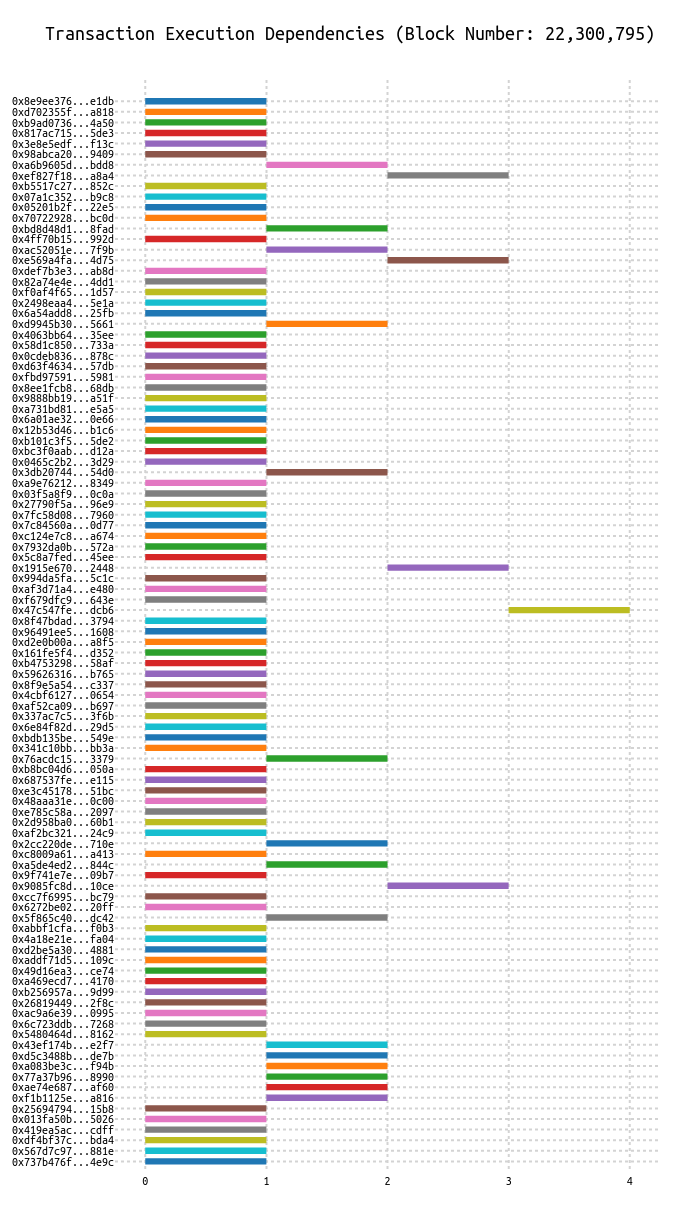 Transaction Execution Dependencies (Block Number: 22,300,795)
0x8e9ee376...e1db
0xd702355f...a818
0xb9ad0736...4a50
0x817ac715...5de3
0x3e8e5edf...f13c
0x98abca20...9409
0xa6b9605d...bdd8
0xef827f18...a8a4
0xb5517c27...852c
0x07a1c352...b9c8
0x05201b2f...22e5
0x70722928...bc0d
0xbd8d48d1...8fad
0x4ff70b15...992d
0xac52051e...7f9b
0xe569a4fa...4d75
0xdef7b3e3...ab8d
0x82a74e4e...4dd1
0xf0af4f65...1d57
0x2498eaa4...5e1a
0x6a54add8...25fb
0xd9945b30...5661
0x4063bb64...35ee
0x58d1c850...733a
0x0cdeb836...878c
0xd63f4634...57db
0xfbd97591...5981
0x8ee1fcb8...68db
0x9888bb19...a51f
0xa731bd81...e5a5
0x6a01ae32...0e66
0x12b53d46...b1c6
0xb101c3f5...5de2
0xbc3f0aab...d12a
0x0465c2b2...3d29
0x3db20744...54d0
0xa9e76212...8349
0x03f5a8f9...0c0a
0x27790f5a...96e9
0x7fc58d08...7960
0x7c84560a...0d77
0xc124e7c8...a674
0x7932da0b...572a
0x5c8a7fed...45ee
0x1915e670...2448
0x994da5fa...5c1c
0xaf3d71a4...e480
0xf679dfc9...643e
0x47c547fe...dcb6
0x8f47bdad...3794
0x96491ee5...1608
0xd2e0b00a...a8f5
0x161fe5f4...d352
0xb4753298...58af
0x59626316...b765
0x8f9e5a54...c337
0x4cbf6127...0654
0xaf52ca09...b697
0x337ac7c5...3f6b
0x6e84f82d...29d5
0xbdb135be...549e
0x341c10bb...bb3a
0x76acdc15...3379
0xb8bc04d6...050a
0x687537fe...e115
0xe3c45178...51bc
0x48aaa31e...0c00
0xe785c58a...2097
0x2d958ba0...60b1
0xaf2bc321...24c9
0x2cc220de...710e
0xc8009a61...a413
0xa5de4ed2...844c
0x9f741e7e...09b7
0x9085fc8d...10ce
0xcc7f6995...bc79
0x6272be02...20ff
0x5f865c40...dc42
0xabbf1cfa...f0b3
0x4a18e21e...fa04
0xd2be5a30...4881
0xaddf71d5...109c
0x49d16ea3...ce74
0xa469ecd7...4170
0xb256957a...9d99
0x26819449...2f8c
0xac9a6e39...0995
0x6c723ddb...7268
0x5480464d...8162
0x43ef174b...e2f7
0xd5c3488b...de7b
0xa083be3c...f94b
0x77a37b96...8990
0xae74e687...af60
0xf1b1125e...a816
0x25694794...15b8
0x013fa50b...5026
0x419ea5ac...cdff
0xdf4bf37c...bda4
0x567d7c97...881e
0x737b476f...4e9c
0 1 2 3 4